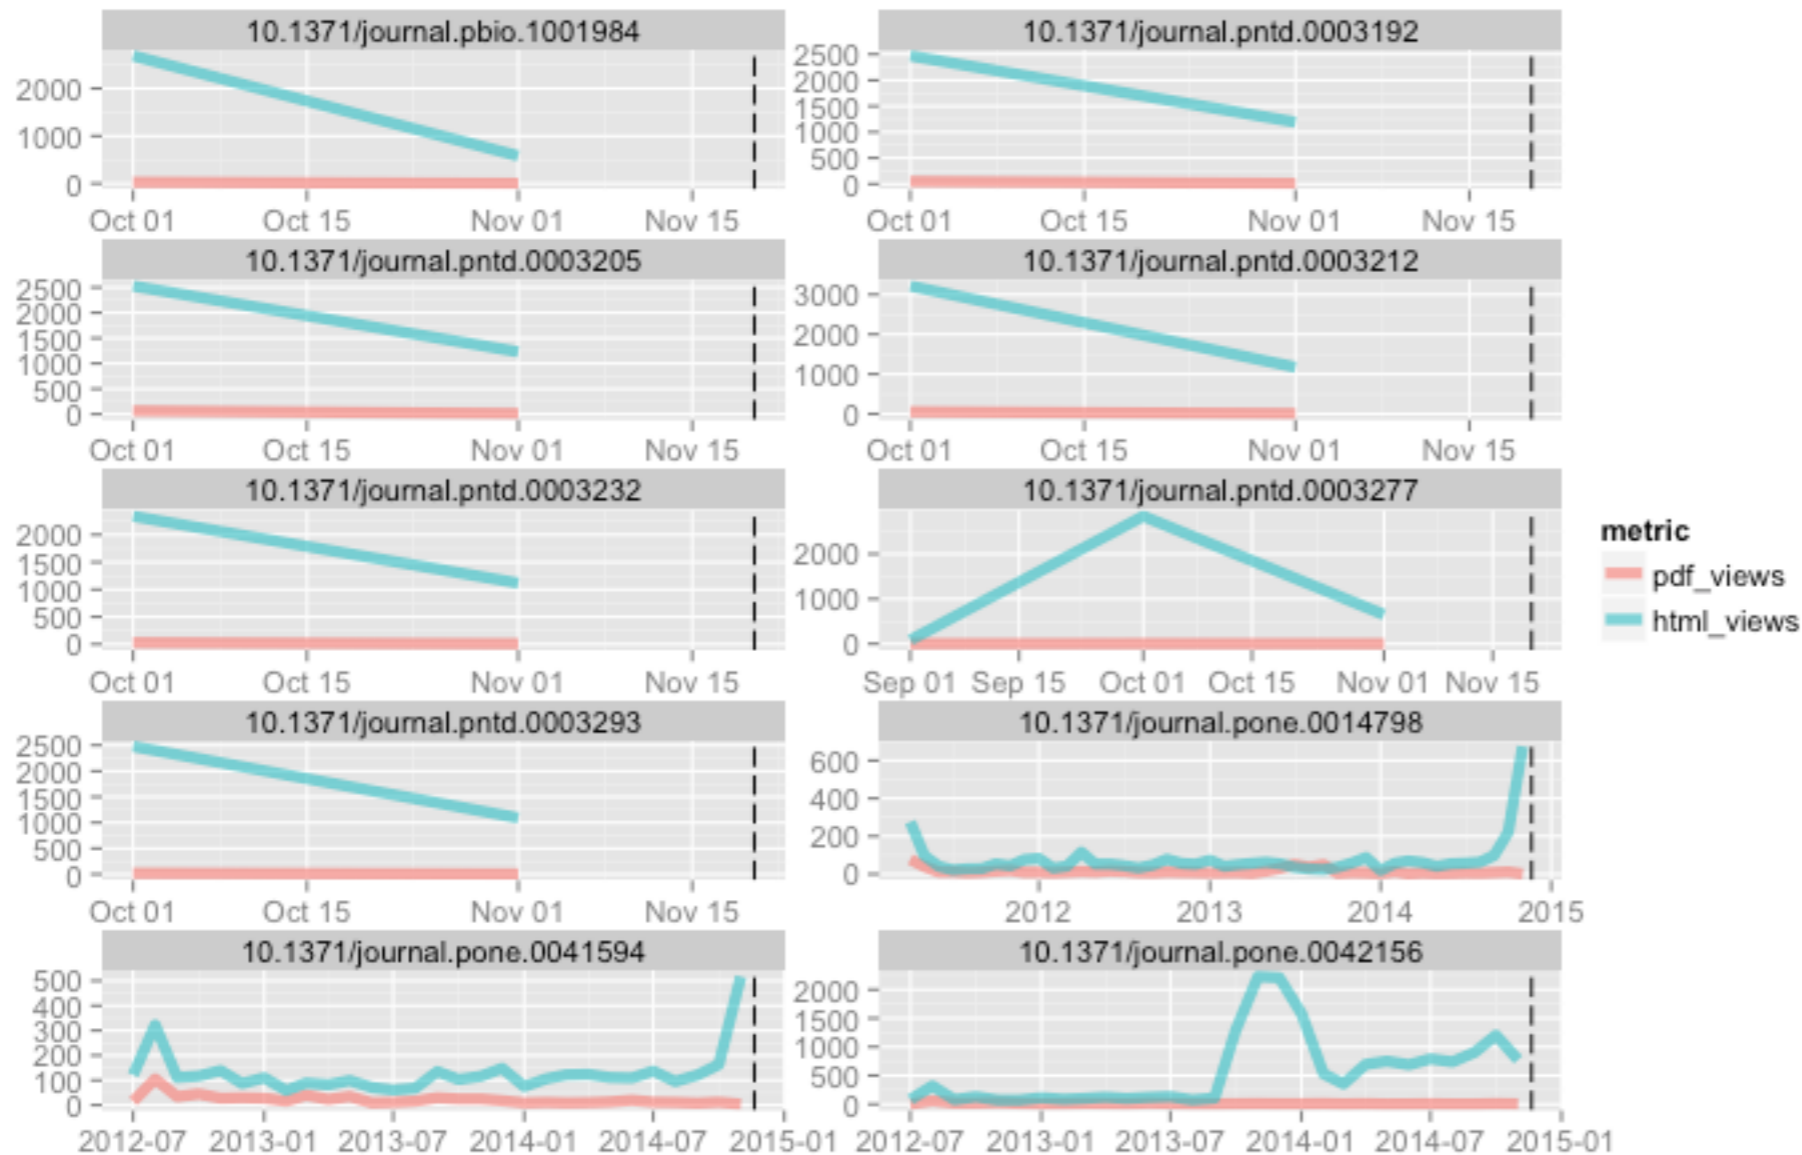 10.1371/journal.pbio.1001984
2000
1000
0
Oct 01 Oct 15 Nov 01 Nov 15
10.1371/journal.pntd.0003192
2500
2000
1500
1000
500
0
Oct 01 Oct 15 Nov 01 Nov 15
10.1371/journal.pntd.0003205
2500
2000
1500
1000
500
0
Oct 01 Oct 15 Nov 01 Nov 15
10.1371/journal.pntd.0003212
3000
2000
1000
0
Oct 01 Oct 15 Nov 01 Nov 15
10.1371/journal.pntd.0003232
2000
1500
1000
500
0
Oct 01 Oct 15 Nov 01 Nov 15
10.1371/journal.pntd.0003277
2000
1000
0
Sep 01 Sep 15 Oct 01 Oct 15 Nov 01 Nov 15
metric
pdf_views
html_views
10.1371/journal.pntd.0003293
2500
2000
1500
1000
500
0
Oct 01 Oct 15 Nov 01 Nov 15
10.1371/journal.pone.0014798
600
400
200
0
2012 2013 2014 2015
10.1371/journal.pone.0041594
500
400
300
200
100
0
2012-07 2013-01 2013-07 2014-01 2014-07 2015-01
10.1371/journal.pone.0042156
2000
1500
1000
500
0
2012-07 2013-01 2013-07 2014-01 2014-07 2015-01